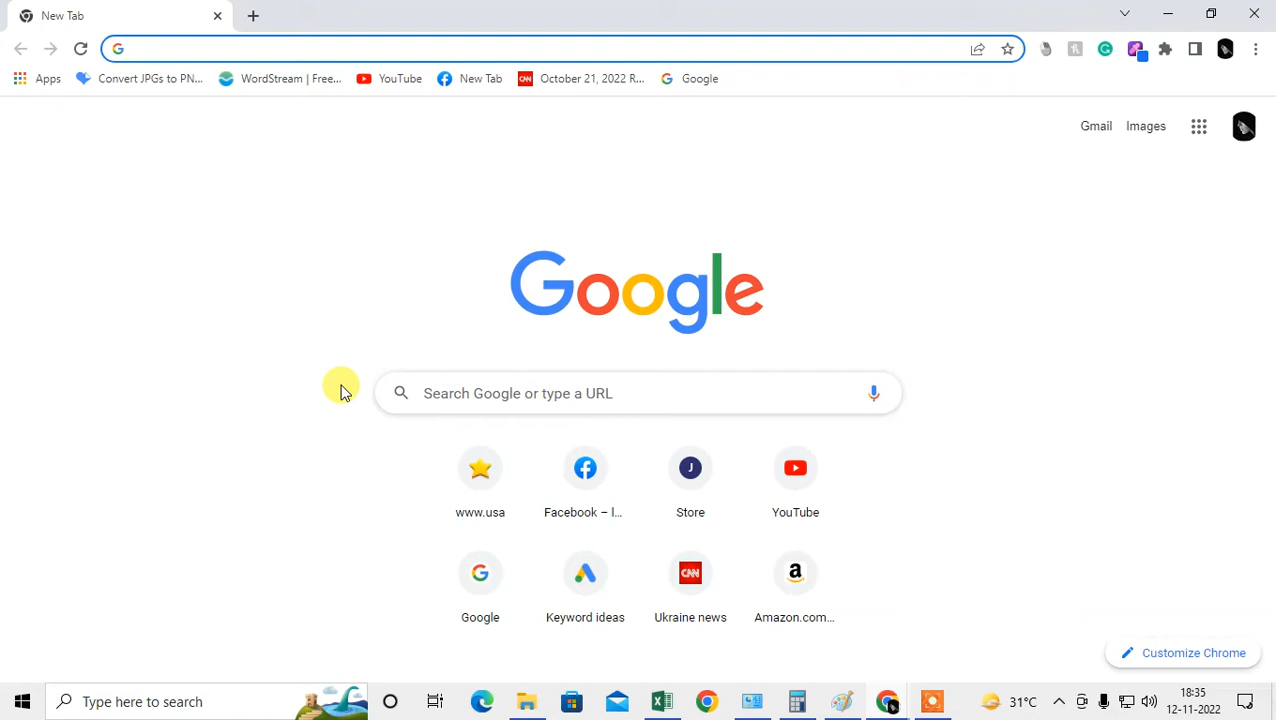 New Tab
Apps Convert JPGs to PN... WordStream | Free... YouTube New Tab CNN October 21, 2022 R... Google
Gmail Images
Google
Search Google or type a URL
J
www.usa Facebook – l... Store YouTube
CNN
Google Keyword ideas Ukraine news Amazon.com...
Customize Chrome
Type here to search
31°C
18:35
12-11-2022